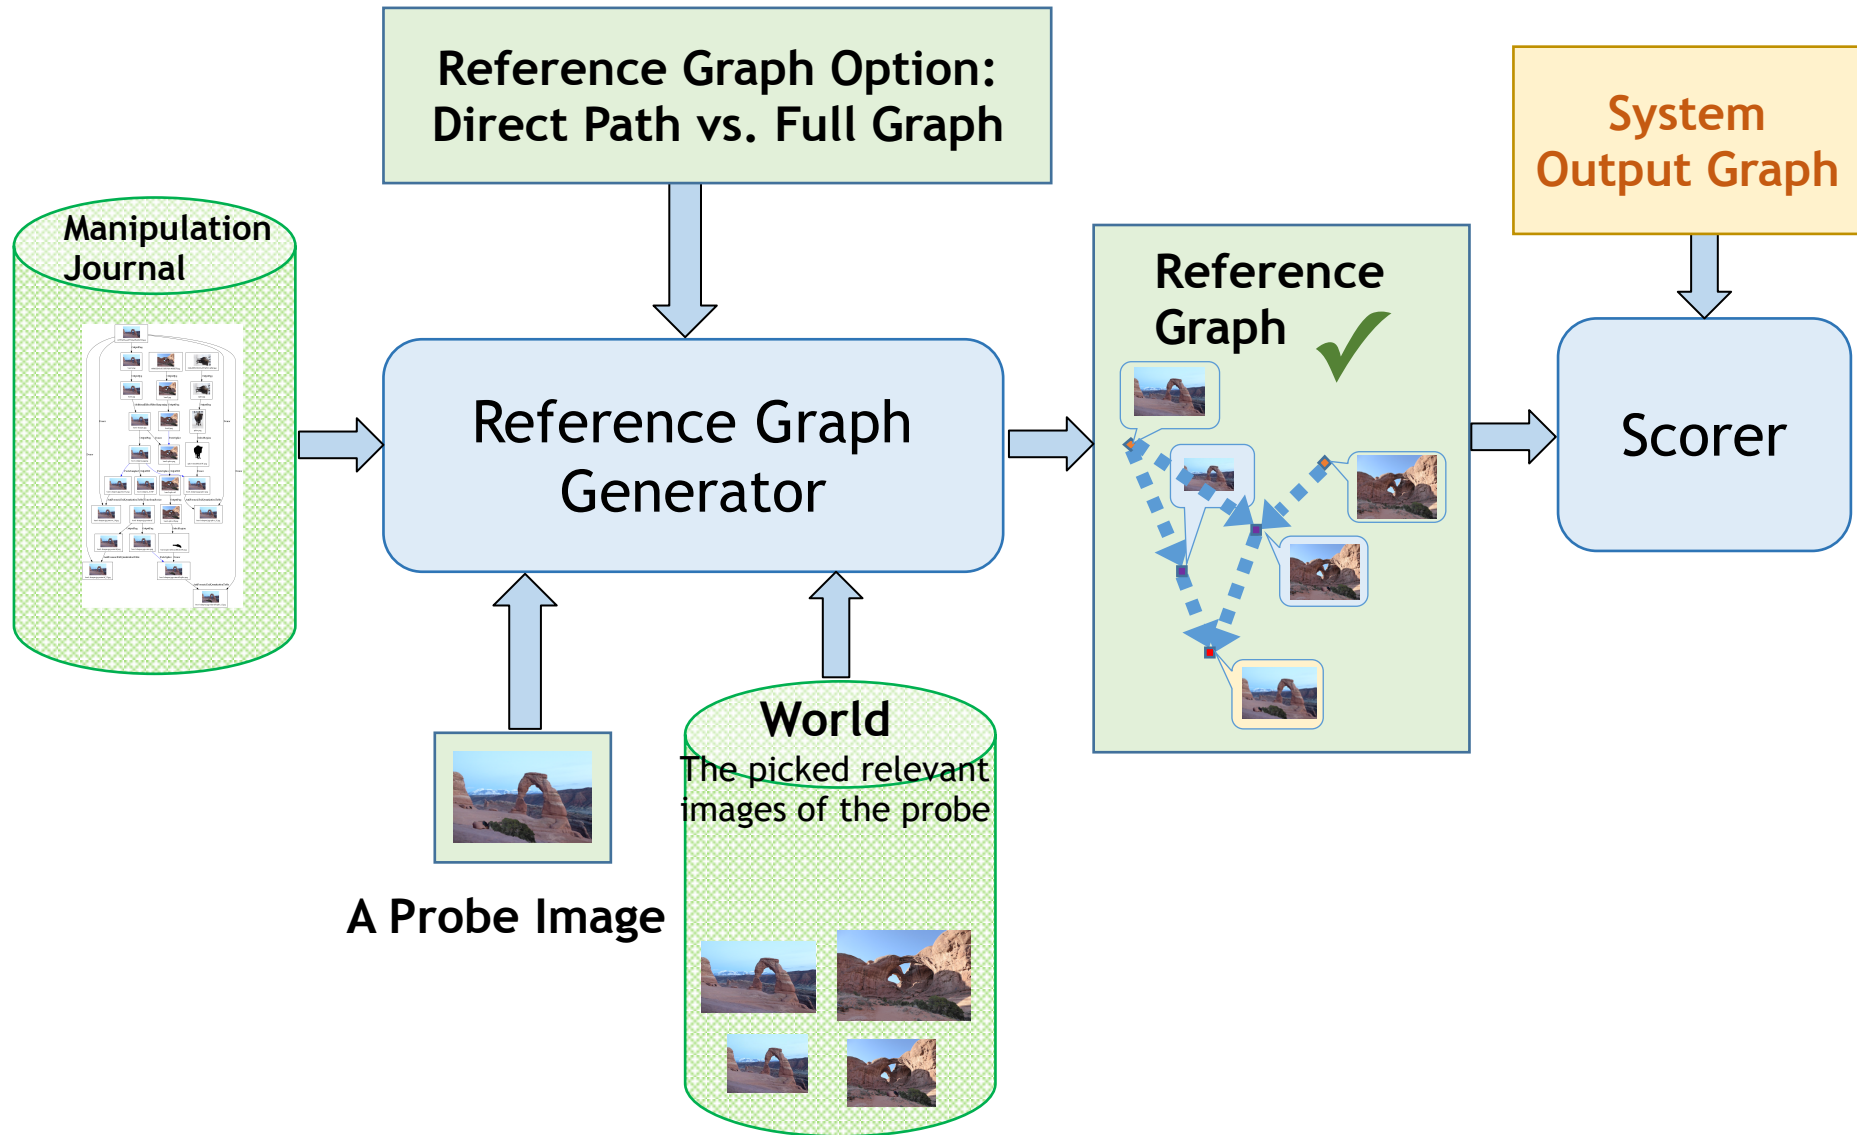 Reference Graph Option:
Direct Path vs. Full Graph
System
Output Graph
Manipulation
Journal
Reference Graph
Generator
Reference
Graph
Scorer
A Probe Image
World
The picked relevant
images of the probe